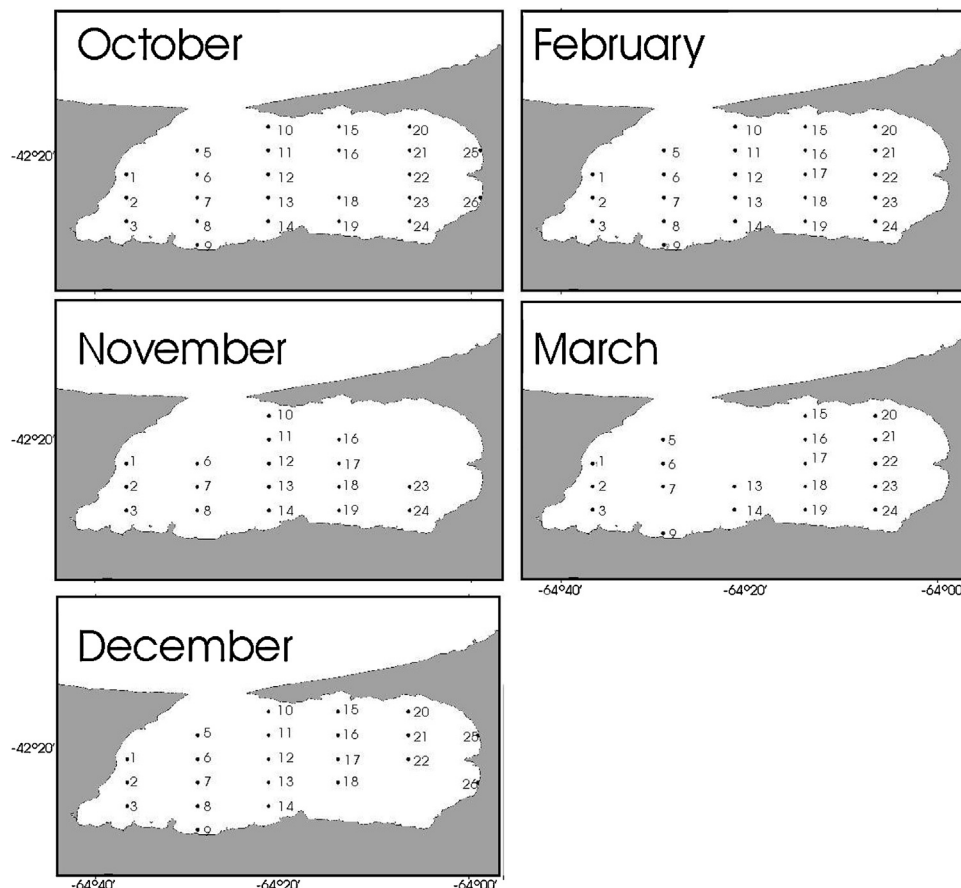 October
10 15 20
-42°20' 5 11 16 21 25
1 6 12 22
2 7 13 18 23 26
3 8 14 19 24
9
February
10 15 20
5 11 16 21 25
1 6 12 17 22
2 7 13 18 23
3 8 14 19 24
9
November
10
-42°20' 11 16
1 6 12 17
2 7 13 18 23
3 8 14 19 24
March
15 20
5 16 21
1 6 17 22
2 7 13 18 23
3 14 19 24
9
-64°40' -64°20' -64°00'
December
10 15 20
5 11 16 21 25
-42°20' 1 6 12 17 22
2 7 13 18 26
3 8 14
9
-64°40' -64°20' -64°00'